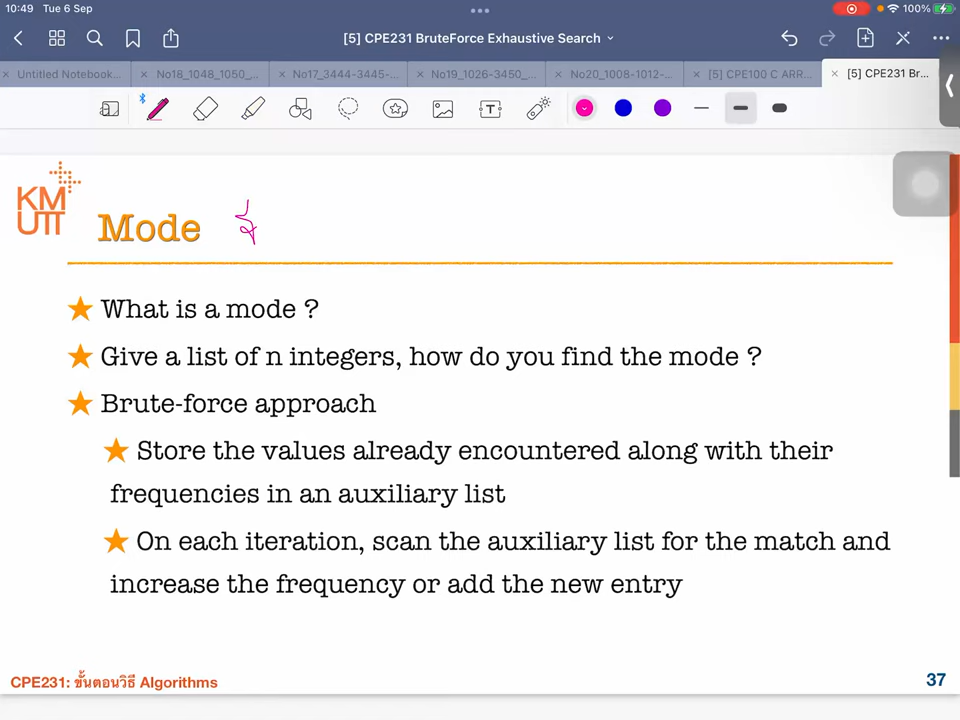 10:49 Tue 6 Sep
100%
[5] CPE231 BruteForce Exhaustive Search
Untitled Notebook...
No18_1048_1050_...
No17_3444-3445-...
No19_1026-3450_...
No20_1008-1012-...
[5] CPE100 C ARR...
[5] CPE231 Br...
T
KM
UTT
Mode
What is a mode ?
Give a list of n integers, how do you find the mode ?
Brute-force approach
Store the values already encountered along with their
frequencies in an auxiliary list
On each iteration, scan the auxiliary list for the match and
increase the frequency or add the new entry
CPE231: ขั้นตอนวิธี Algorithms
37